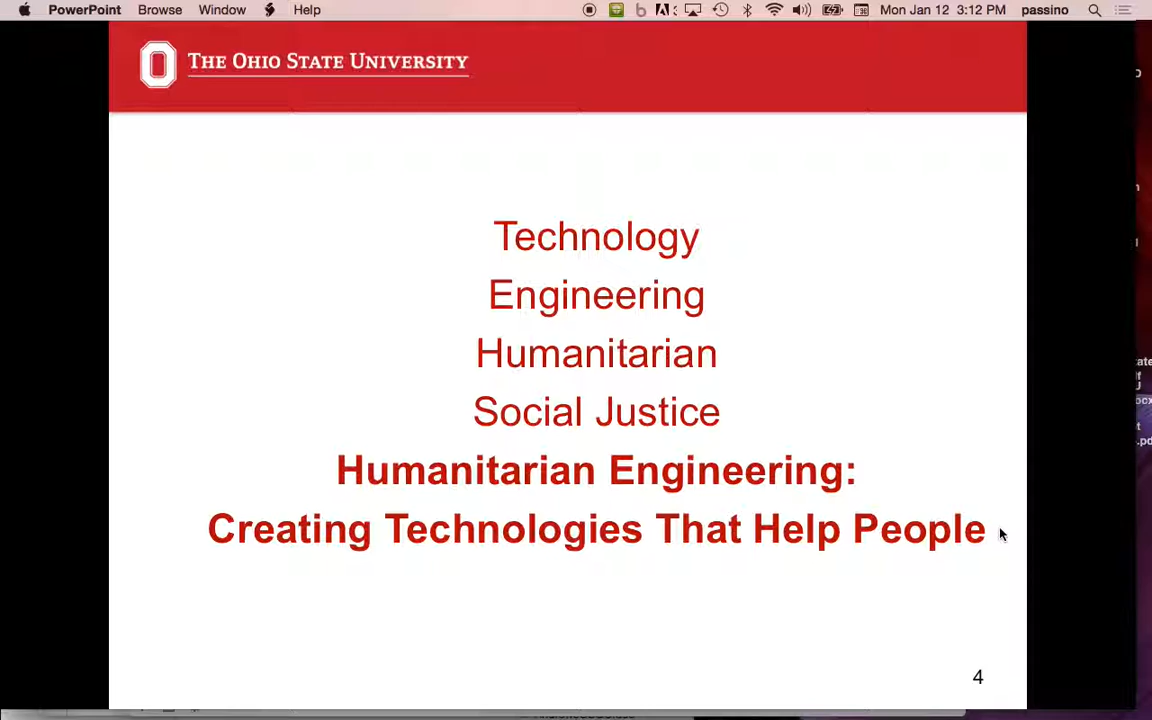 PowerPoint Browse Window Help Mon Jan 12 3:12 PM passino
THE OHIO STATE UNIVERSITY
Technology
Engineering
Humanitarian
Social Justice
Humanitarian Engineering:
Creating Technologies That Help People
4